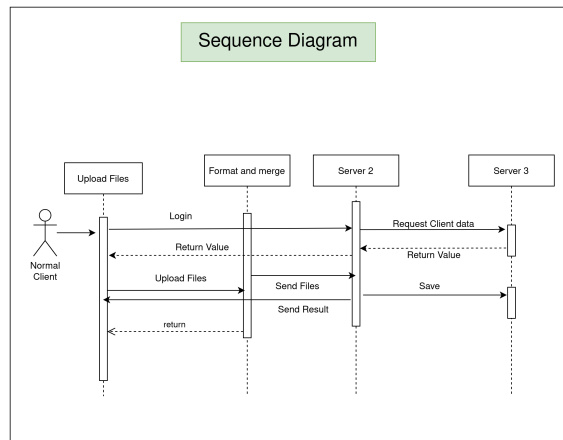 Sequence Diagram
Upload Files
Format and merge
Server 2
Server 3
Normal
Client
Login
Request Client data
Return Value
Return Value
Upload Files
Send Files
Save
Send Result
return